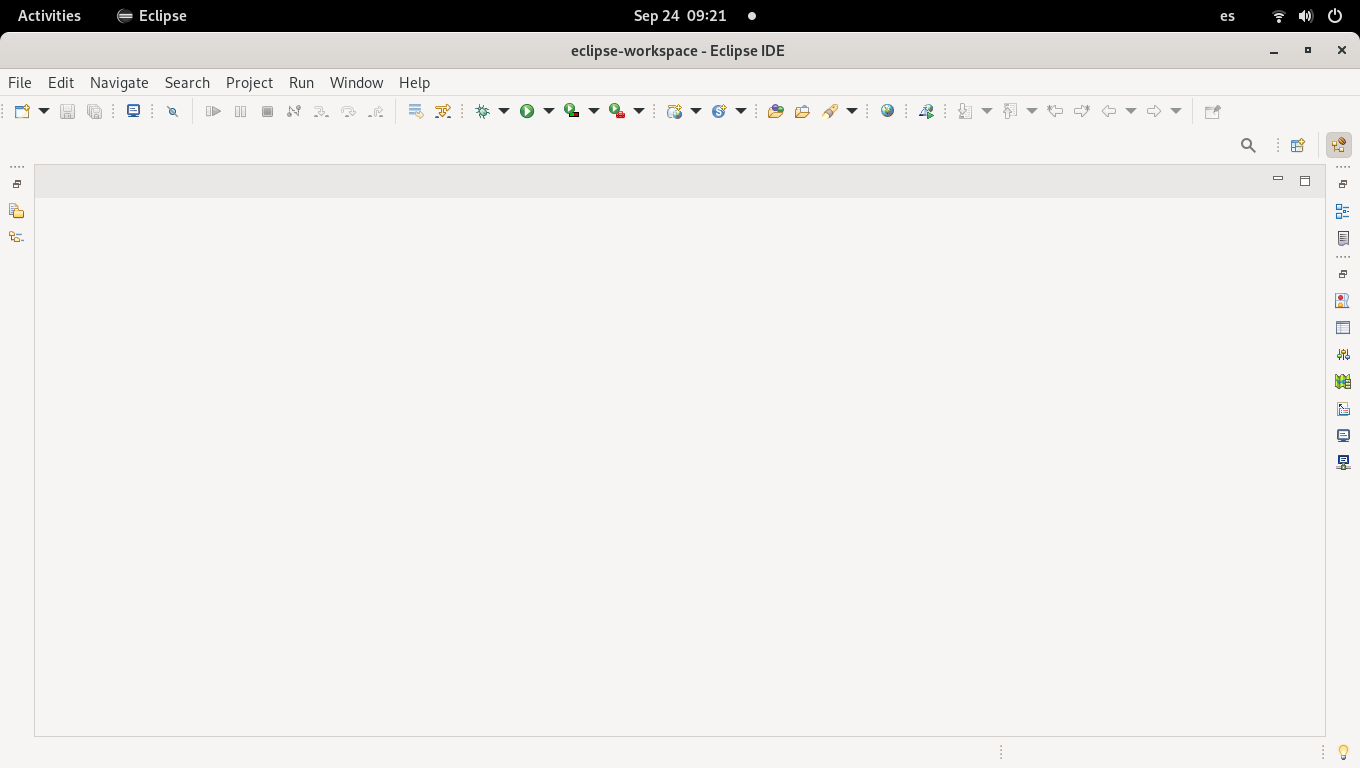 Activities Eclipse Sep 24 09:21 es
eclipse-workspace - Eclipse IDE
File Edit Navigate Search Project Run Window Help